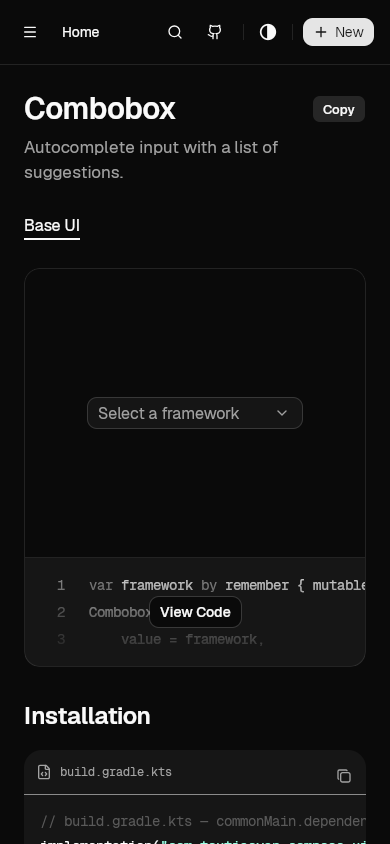 Home
New
Combobox
Copy
Autocomplete input with a list of
suggestions.
Base UI
Select a framework
1 var framework by remember { mutable
2 Combobox
View Code
3 value = framework,
Installation
build.gradle.kts
// build.gradle.kts — commonMain.dependen